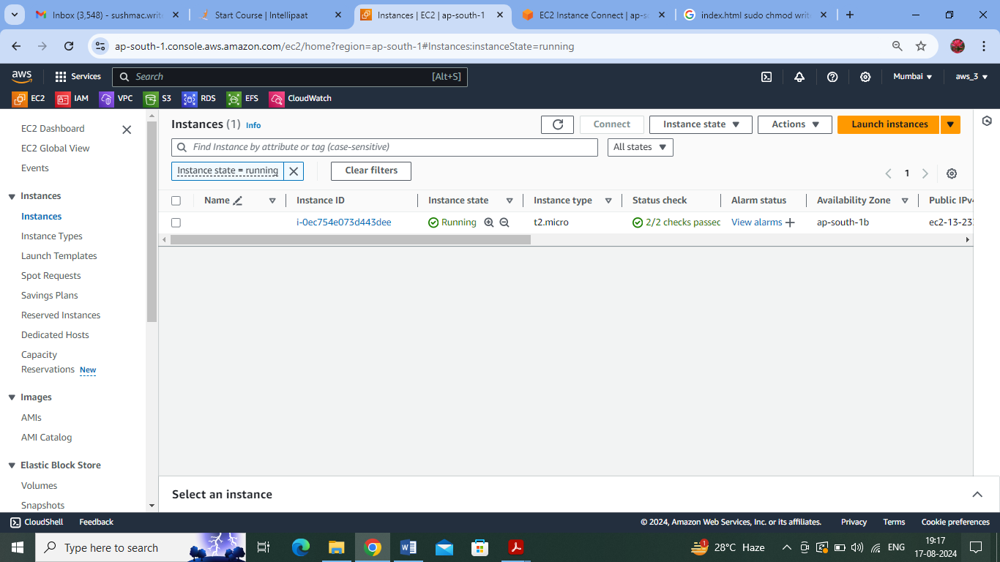 Inbox (3,548) - sushmac.write
Start Course | Intellipaat
Instances | EC2 | ap-south-1
EC2 Instance Connect | ap-s
index.html sudo chmod write
ap-south-1.console.aws.amazon.com/ec2/home?region=ap-south-1#Instances:instanceState=running
aws
Services
Search
[Alt+S]
Mumbai
aws_3
EC2
IAM
VPC
S3
RDS
EFS
CloudWatch
EC2 Dashboard
EC2 Global View
Events
Instances
Instances
Instance Types
Launch Templates
Spot Requests
Savings Plans
Reserved Instances
Dedicated Hosts
Capacity
Reservations New
Images
AMIs
AMI Catalog
Elastic Block Store
Volumes
Snapshots
Instances (1) Info
Connect
Instance state
Actions
Launch instances
Find Instance by attribute or tag (case-sensitive)
All states
Instance state = running
Clear filters
1
Name
Instance ID
Instance state
Instance type
Status check
Alarm status
Availability Zone
Public IPv4
i-0ec754e073d443dee
Running
t2.micro
2/2 checks passec
View alarms
ap-south-1b
ec2-13-23
Select an instance
CloudShell
Feedback
© 2024, Amazon Web Services, Inc. or its affiliates.
Privacy
Terms
Cookie preferences
Type here to search
28°C Haze
ENG
19:17
17-08-2024
1